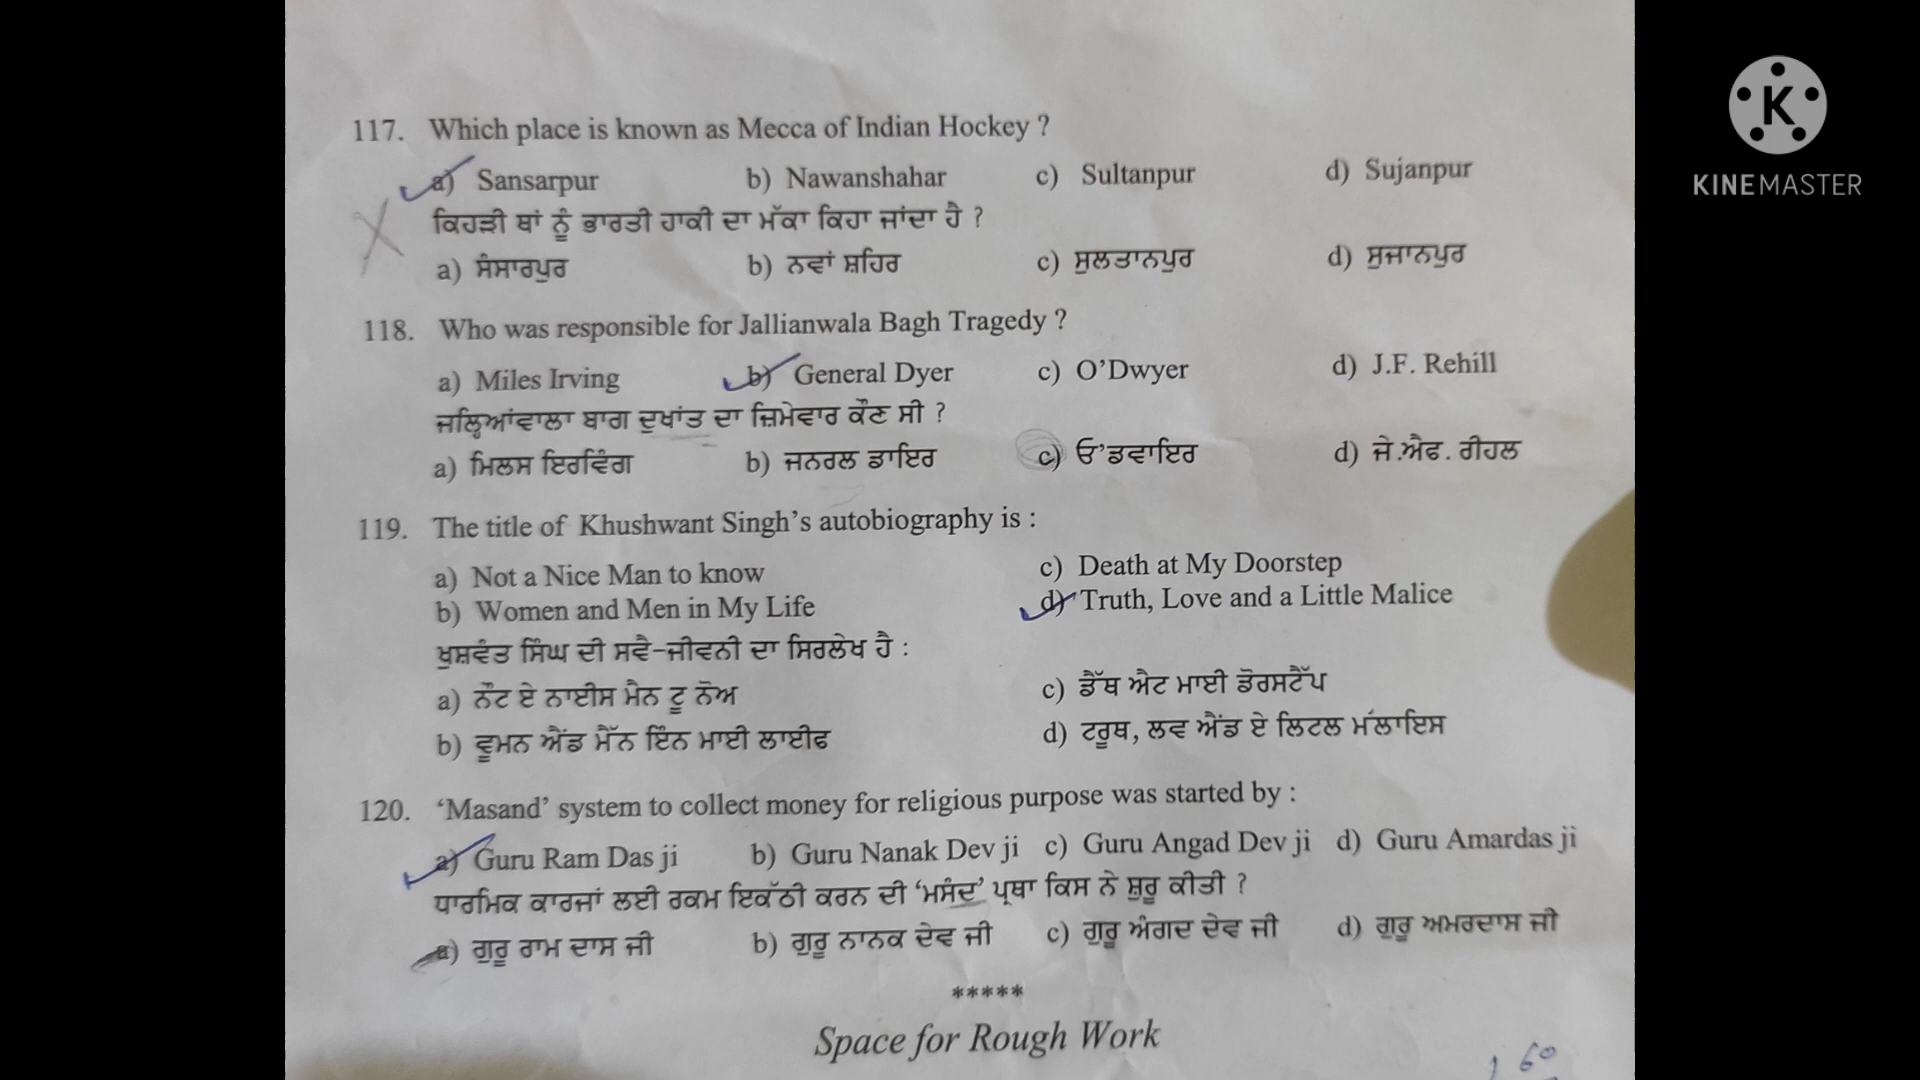 117. Which place is known as Mecca of Indian Hockey ?
a) Sansarpur b) Nawanshahar c) Sultanpur d) Sujanpur
ਕਿਹੜੀ ਥਾਂ ਨੂੰ ਭਾਰਤੀ ਹਾਕੀ ਦਾ ਮੱਕਾ ਕਿਹਾ ਜਾਂਦਾ ਹੈ ?
a) ਸੰਸਾਰਪੁਰ b) ਨਵਾਂ ਸ਼ਹਿਰ c) ਸੁਲਤਾਨਪੁਰ d) ਸੁਜਾਨਪੁਰ
118. Who was responsible for Jallianwala Bagh Tragedy ?
a) Miles Irving b) General Dyer c) O'Dwyer d) J.F. Rehill
ਜਲ੍ਹਿਆਂਵਾਲਾ ਬਾਗ ਦੁਖਾਂਤ ਦਾ ਜ਼ਿਮੇਵਾਰ ਕੌਣ ਸੀ ?
a) ਮਿਲਸ ਇਰਵਿੰਗ b) ਜਨਰਲ ਡਾਇਰ c) ਓ'ਡਵਾਇਰ d) ਜੇ.ਐਫ. ਰੀਹਲ
119. The title of Khushwant Singh's autobiography is :
a) Not a Nice Man to know c) Death at My Doorstep
b) Women and Men in My Life d) Truth, Love and a Little Malice
ਖੁਸ਼ਵੰਤ ਸਿੰਘ ਦੀ ਸਵੈ-ਜੀਵਨੀ ਦਾ ਸਿਰਲੇਖ ਹੈ :
a) ਨੌਟ ਏ ਨਾਈਸ ਮੈਨ ਟੂ ਨੋਅ c) ਡੈੱਥ ਐਟ ਮਾਈ ਡੋਰਸਟੈੱਪ
b) ਵੂਮਨ ਐਂਡ ਮੈੱਨ ਇੰਨ ਮਾਈ ਲਾਈਫ d) ਟਰੂਥ, ਲਵ ਐਂਡ ਏ ਲਿਟਲ ਮੱਲਾਇਸ
120. 'Masand' system to collect money for religious purpose was started by :
a) Guru Ram Das ji b) Guru Nanak Dev ji c) Guru Angad Dev ji d) Guru Amardas ji
ਧਾਰਮਿਕ ਕਾਰਜਾਂ ਲਈ ਰਕਮ ਇਕੱਠੀ ਕਰਨ ਦੀ 'ਮਸੰਦ' ਪ੍ਰਥਾ ਕਿਸ ਨੇ ਸ਼ੁਰੂ ਕੀਤੀ ?
a) ਗੁਰੂ ਰਾਮ ਦਾਸ ਜੀ b) ਗੁਰੂ ਨਾਨਕ ਦੇਵ ਜੀ c) ਗੁਰੂ ਅੰਗਦ ਦੇਵ ਜੀ d) ਗੁਰੂ ਅਮਰਦਾਸ ਜੀ
*****
Space for Rough Work
60
K
KINEMASTER